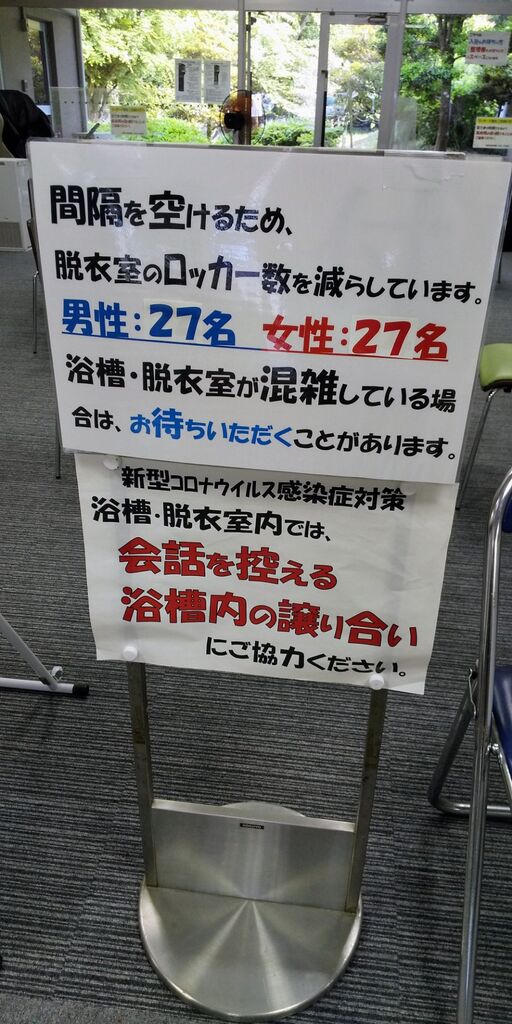 間隔を空けるため、
脱衣室のロッカー数を減らしています。
男性：27名　女性：27名
浴槽・脱衣室が混雑している場
合は、お待ちいただくことがあります。
新型コロナウイルス感染症対策
浴槽・脱衣室内では、
会話を控える
浴槽内の譲り合い
にご協力ください。